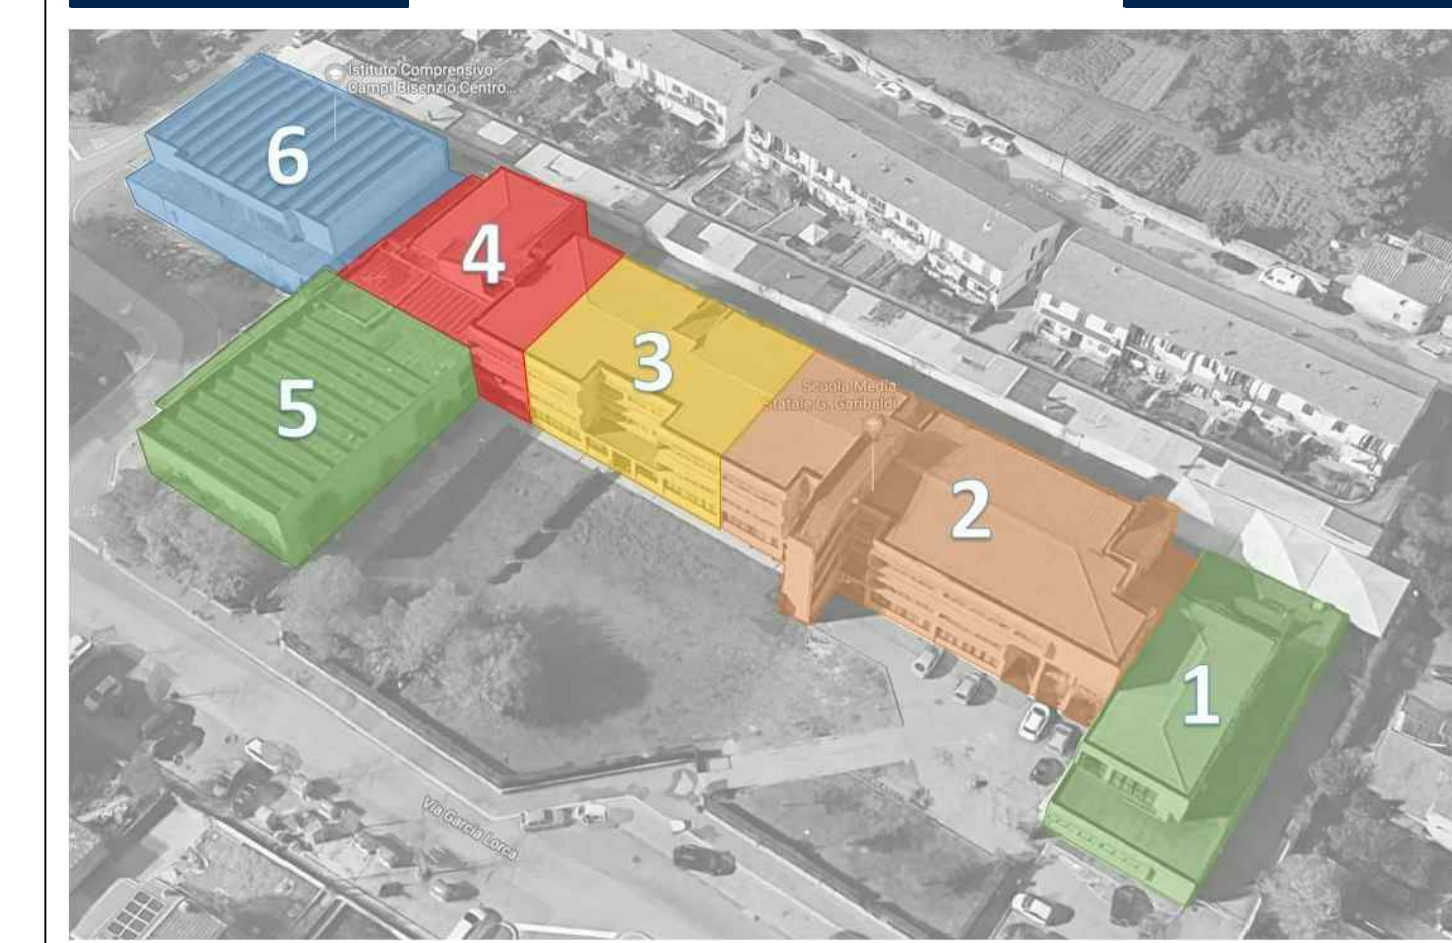 Istituto Comprensivo
Campi Bisenzio Centro...
6
4
3
Scuola Media
Statale G. Garibaldi
5
2
1
Via Garcia Lorca